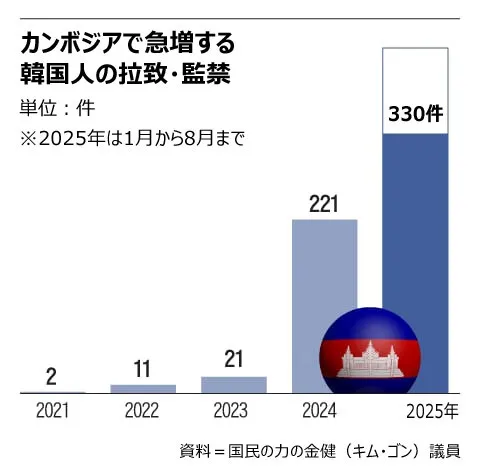 カンボジアで急増する
韓国人の拉致・監禁
単位：件
※2025年は1月から8月まで
330件
221
21
11
2
2021 2022 2023 2024 2025年
資料＝国民の力の金健（キム・ゴン）議員